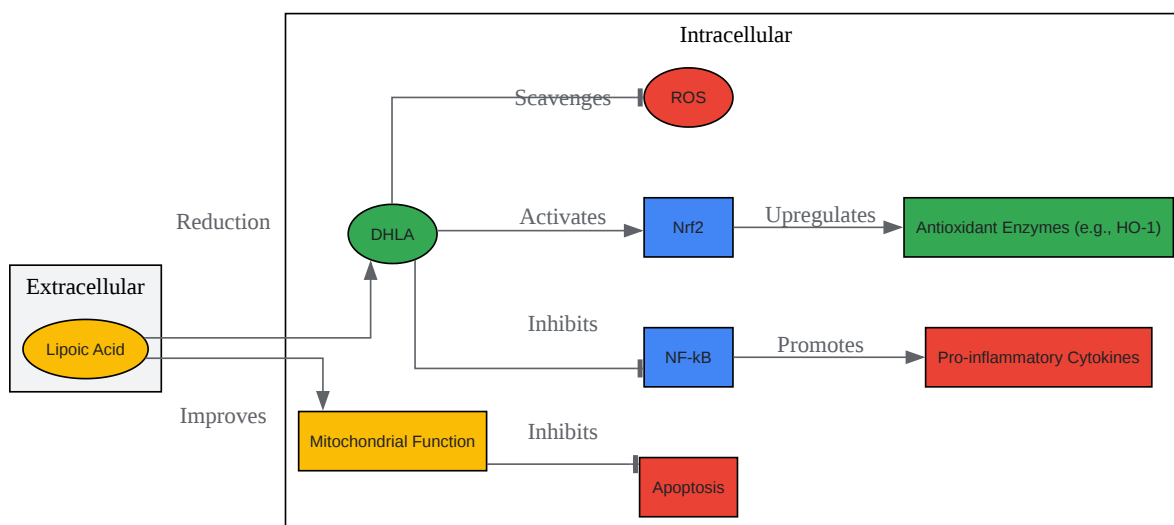 Intracellular
Scavenges
ROS
Reduction
DHLA
Activates
Nrf2
Upregulates
Antioxidant Enzymes (e.g., HO-1)
Extracellular
Lipoic Acid
Inhibits
NF-kB
Promotes
Pro-inflammatory Cytokines
Improves
Mitochondrial Function
Inhibits
Apoptosis